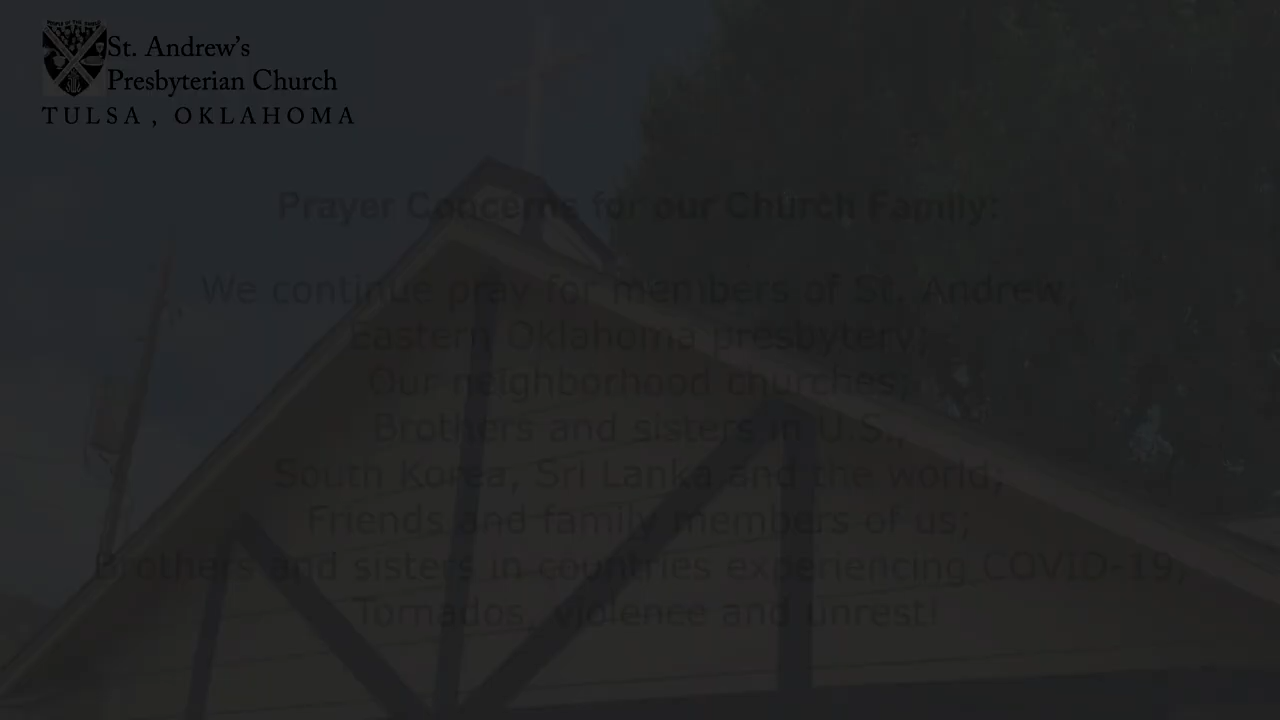 St. Andrew's
Presbyterian Church
TULSA, OKLAHOMA
Prayer Concerns for our Church Family:
We continue pray for members of St. Andrew,
Eastern Oklahoma presbytery;
Our neighborhood churches;
Brothers and sisters in U.S.,
South Korea, Sri Lanka and the world;
Friends and family members of us;
Brothers and sisters in countries experiencing COVID-19,
Tornados, violence and unrest!